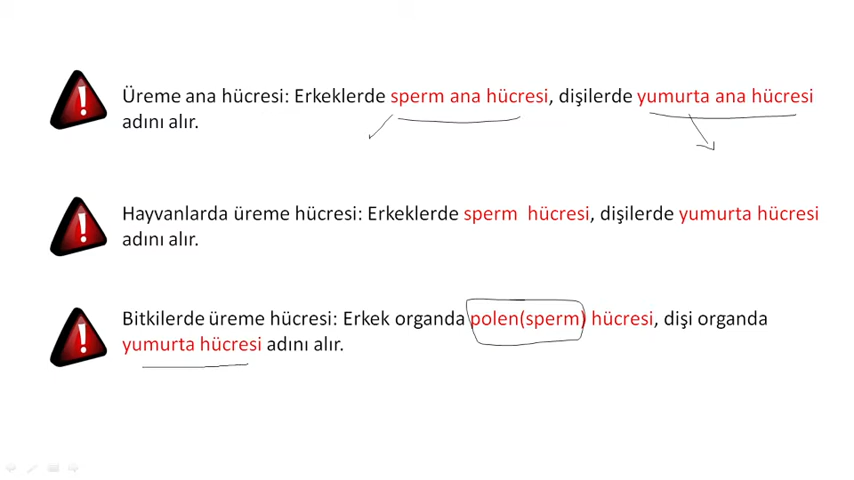 Üreme ana hücresi: Erkeklerde sperm ana hücresi, dişilerde yumurta ana hücresi
adını alır.
Hayvanlarda üreme hücresi: Erkeklerde sperm hücresi, dişilerde yumurta hücresi
adını alır.
Bitkilerde üreme hücresi: Erkek organda polen(sperm) hücresi, dişi organda
yumurta hücresi adını alır.